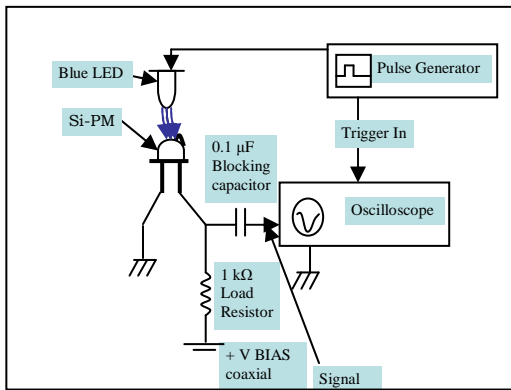 Blue LED
Pulse Generator
Si-PM
Trigger In
0.1 μF
Blocking
capacitor
Oscilloscope
1 kΩ
Load
Resistor
+ V BIAS
coaxial
Signal